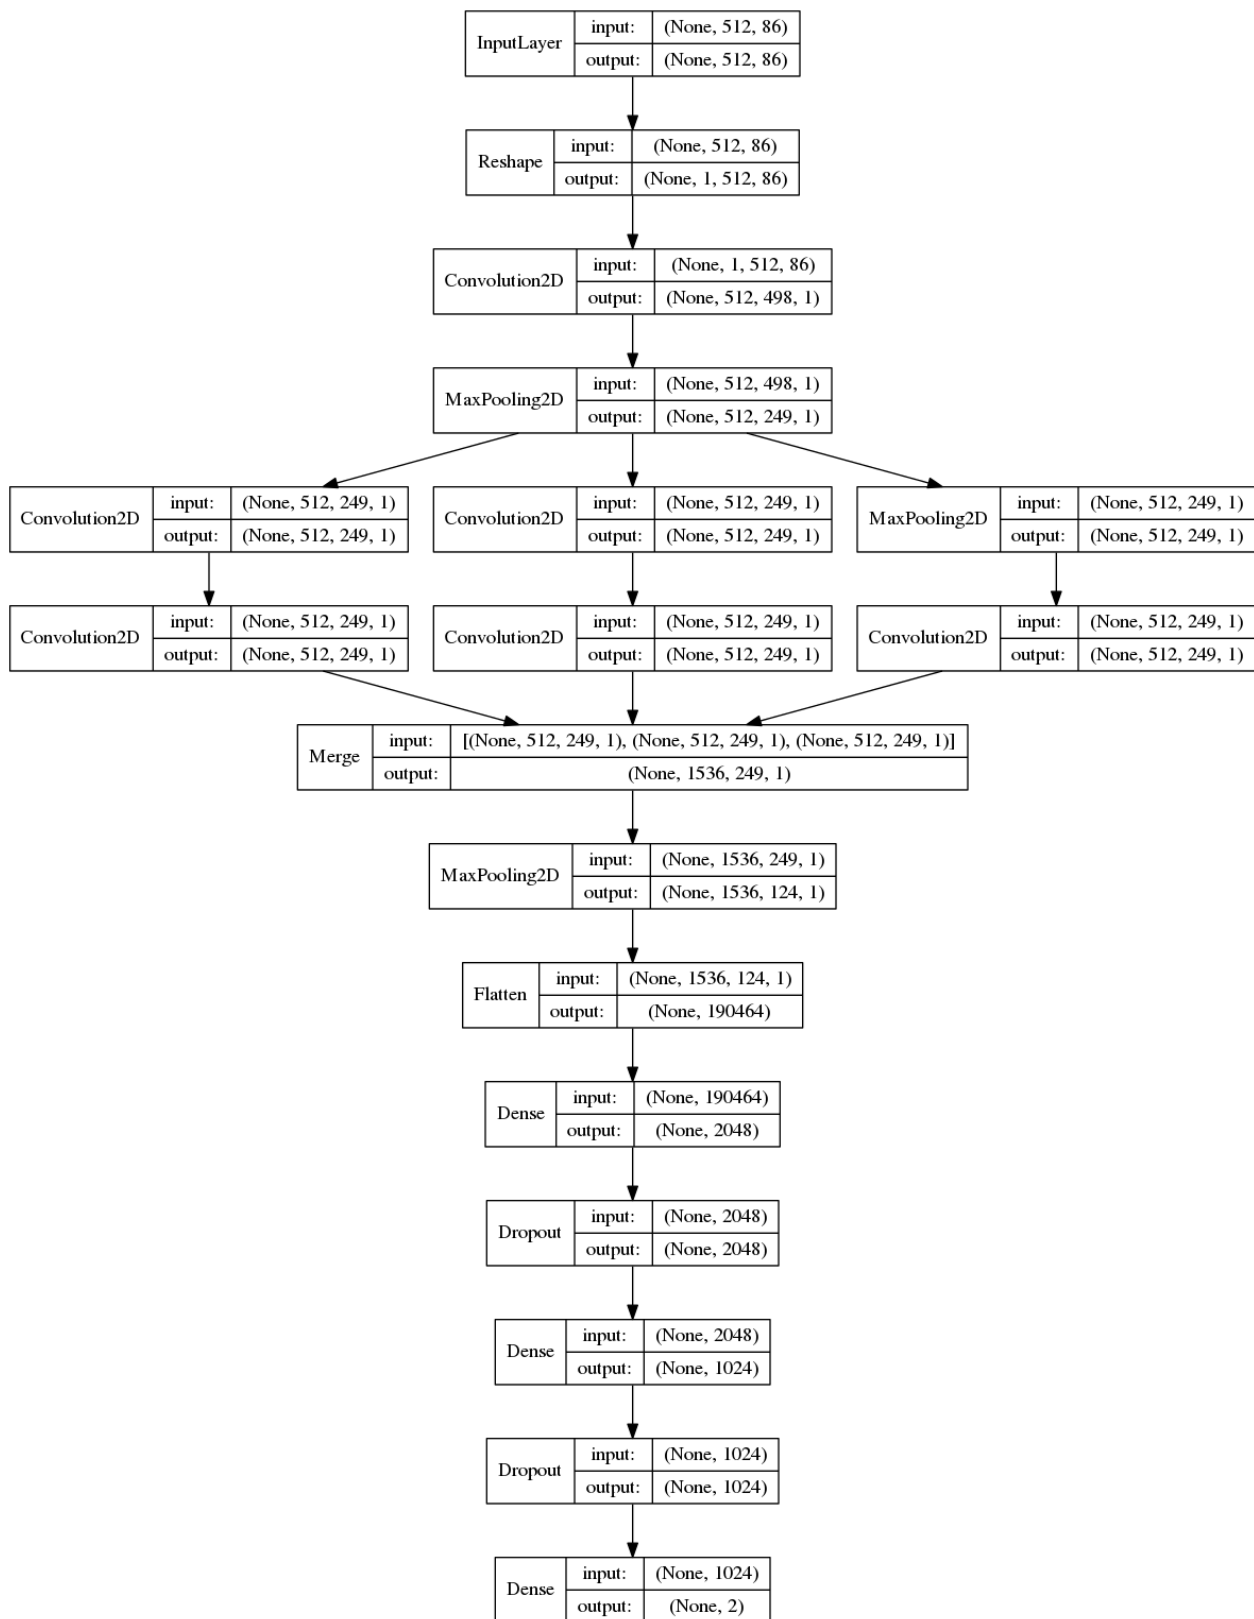 InputLayer input: (None, 512, 86)
output: (None, 512, 86)
Reshape input: (None, 512, 86)
output: (None, 1, 512, 86)
Convolution2D input: (None, 1, 512, 86)
output: (None, 512, 498, 1)
MaxPooling2D input: (None, 512, 498, 1)
output: (None, 512, 249, 1)
Convolution2D input: (None, 512, 249, 1)
output: (None, 512, 249, 1)
Convolution2D input: (None, 512, 249, 1)
output: (None, 512, 249, 1)
MaxPooling2D input: (None, 512, 249, 1)
output: (None, 512, 249, 1)
Convolution2D input: (None, 512, 249, 1)
output: (None, 512, 249, 1)
Convolution2D input: (None, 512, 249, 1)
output: (None, 512, 249, 1)
Convolution2D input: (None, 512, 249, 1)
output: (None, 512, 249, 1)
Merge input: [(None, 512, 249, 1), (None, 512, 249, 1), (None, 512, 249, 1)]
output: (None, 1536, 249, 1)
MaxPooling2D input: (None, 1536, 249, 1)
output: (None, 1536, 124, 1)
Flatten input: (None, 1536, 124, 1)
output: (None, 190464)
Dense input: (None, 190464)
output: (None, 2048)
Dropout input: (None, 2048)
output: (None, 2048)
Dense input: (None, 2048)
output: (None, 1024)
Dropout input: (None, 1024)
output: (None, 1024)
Dense input: (None, 1024)
output: (None, 2)